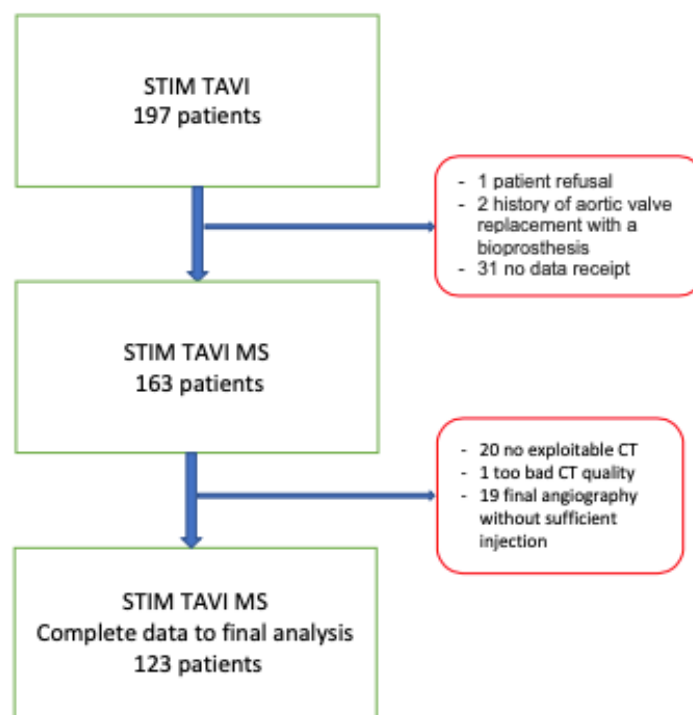 STIM TAVI
197 patients
- 1 patient refusal
- 2 history of aortic valve
replacement with a
bioprosthesis
- 31 no data receipt
STIM TAVI MS
163 patients
- 20 no exploitable CT
- 1 too bad CT quality
- 19 final angiography
without sufficient
injection
STIM TAVI MS
Complete data to final analysis
123 patients